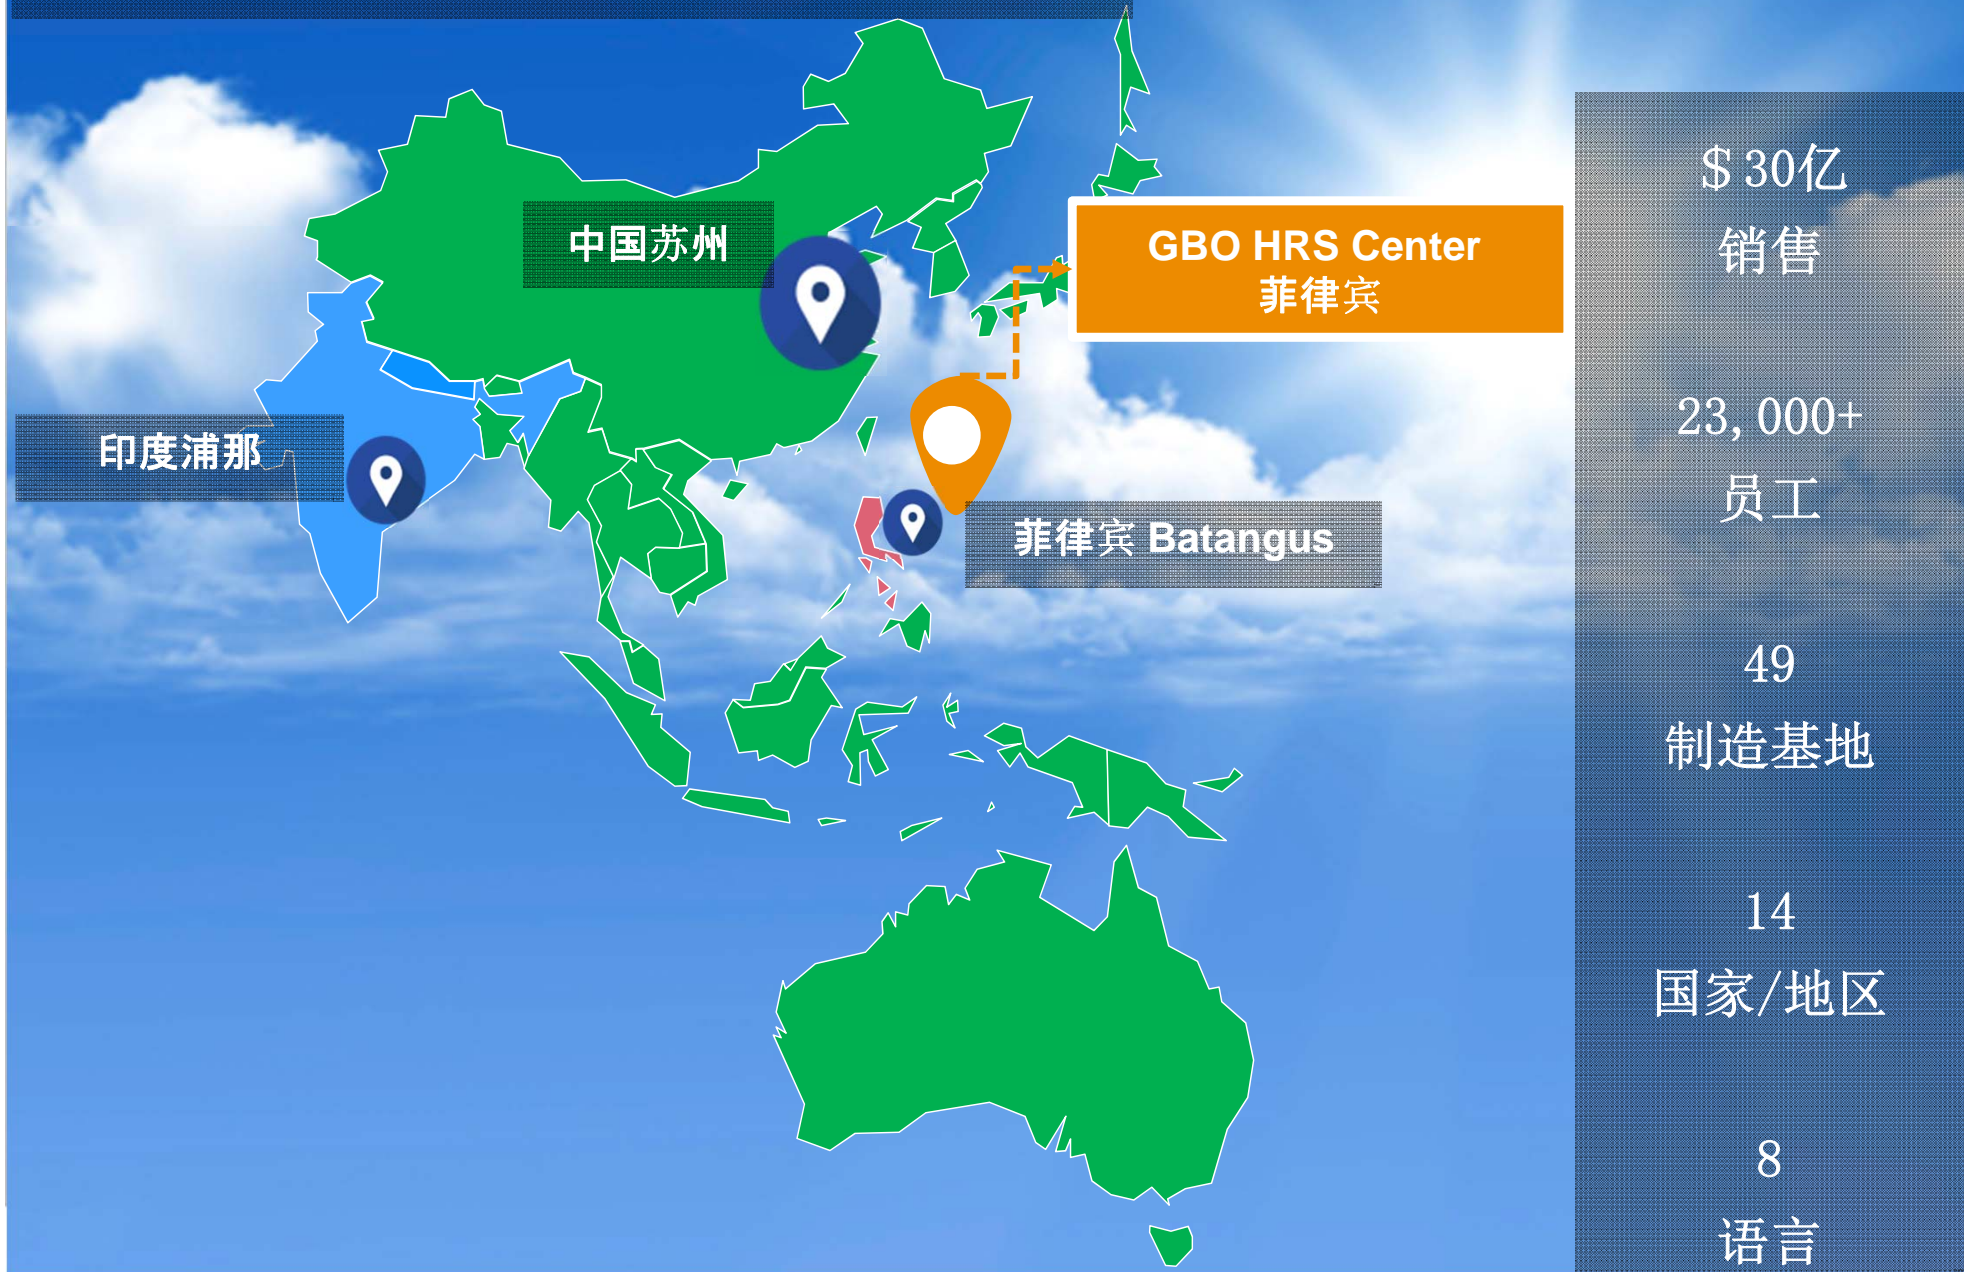 中国苏州
GBO HRS Center
菲律宾
印度浦那
菲律宾 Batangus
$30亿
销售
23,000+
员工
49
制造基地
14
国家/地区
8
语言